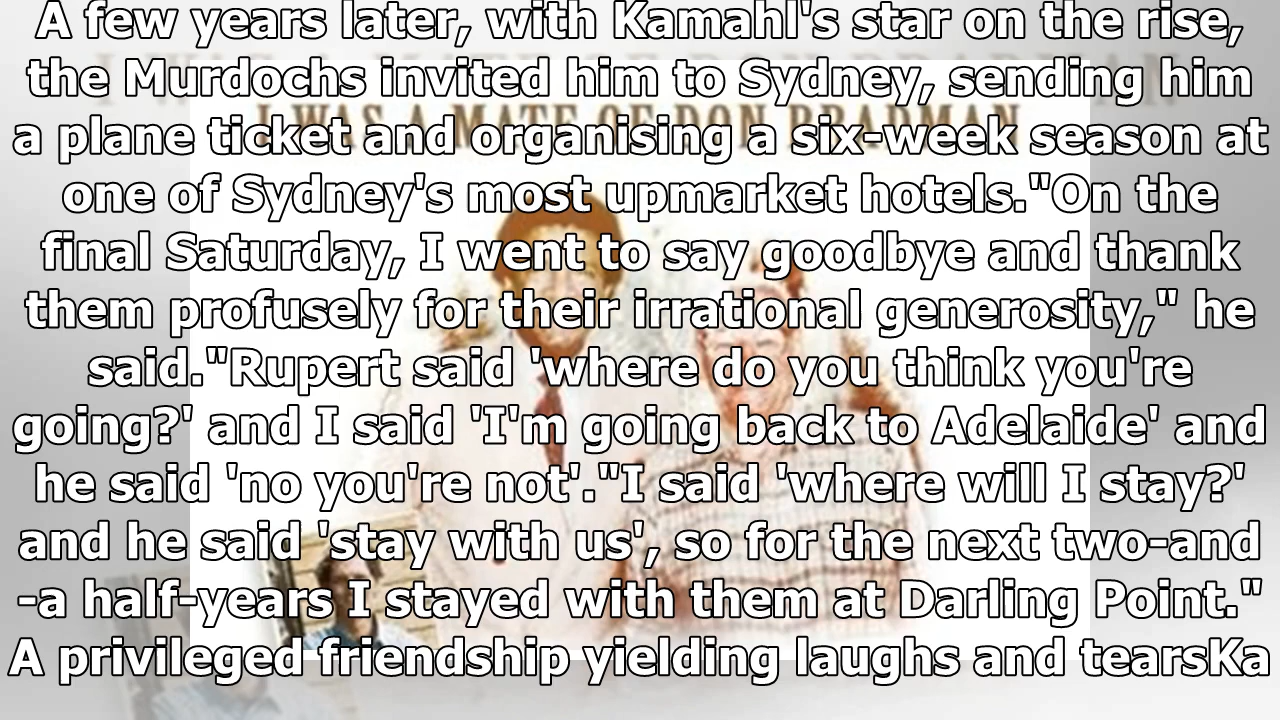 A few years later, with Kamahl's star on the rise,
the Murdochs invited him to Sydney, sending him
I WAS A MATE OF DON BRADMAN
a plane ticket and organising a six-week season at
one of Sydney's most upmarket hotels."On the
final Saturday, I went to say goodbye and thank
them profusely for their irrational generosity," he
said."Rupert said 'where do you think you're
going?' and I said 'I'm going back to Adelaide' and
he said 'no you're not'."I said 'where will I stay?'
and he said 'stay with us', so for the next two-and
-a half-years I stayed with them at Darling Point."
A privileged friendship yielding laughs and tearsKa